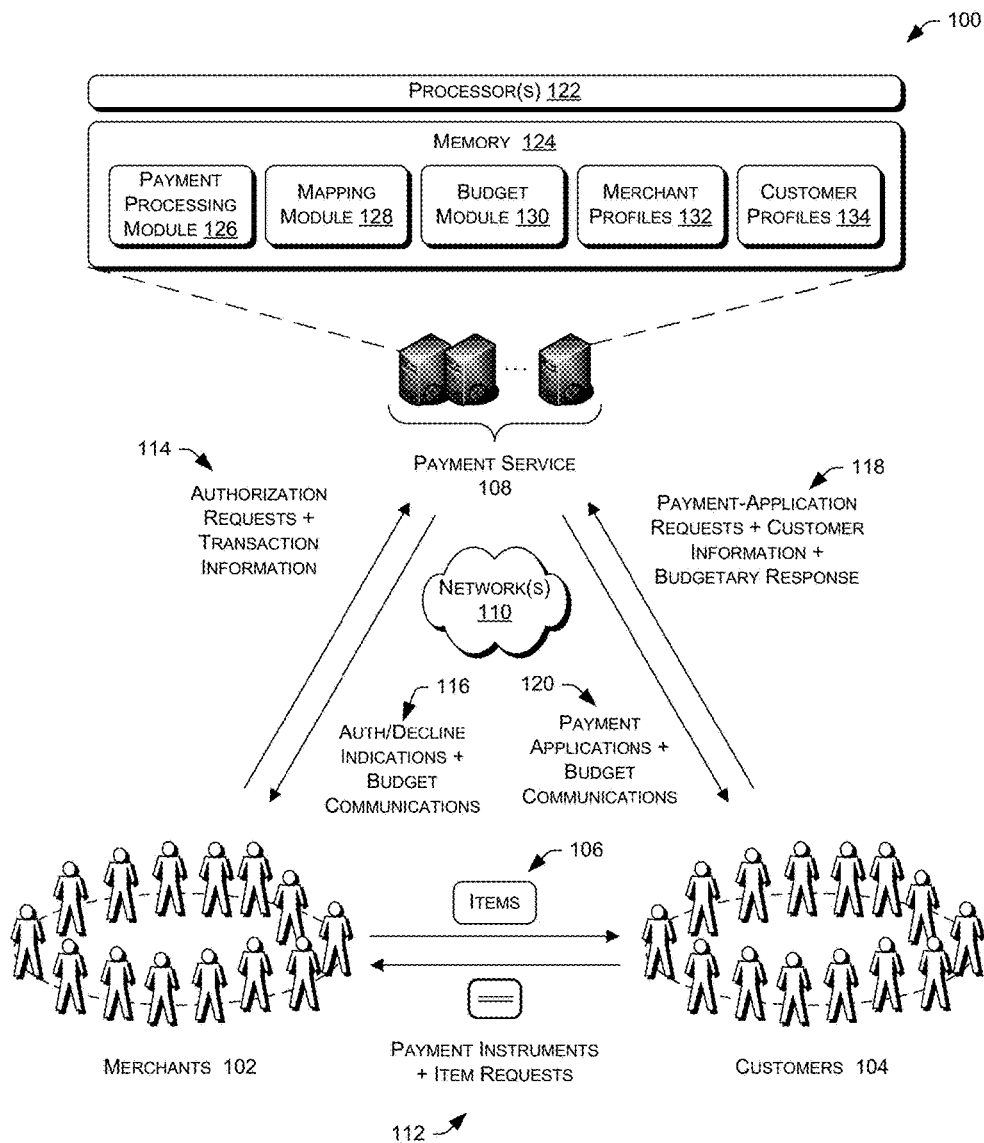 100
PROCESSOR(S) 122
MEMORY 124
PAYMENT
PROCESSING
MODULE 126
MAPPING
MODULE 128
BUDGET
MODULE 130
MERCHANT
PROFILES 132
CUSTOMER
PROFILES 134
...
PAYMENT SERVICE
108
114
AUTHORIZATION
REQUESTS +
TRANSACTION
INFORMATION
118
PAYMENT-APPLICATION
REQUESTS + CUSTOMER
INFORMATION +
BUDGETARY RESPONSE
NETWORK(S)
110
116
AUTH/DECLINE
INDICATIONS +
BUDGET
COMMUNICATIONS
120
PAYMENT
APPLICATIONS +
BUDGET
COMMUNICATIONS
106
ITEMS
MERCHANTS 102
PAYMENT INSTRUMENTS
+ ITEM REQUESTS
112
CUSTOMERS 104